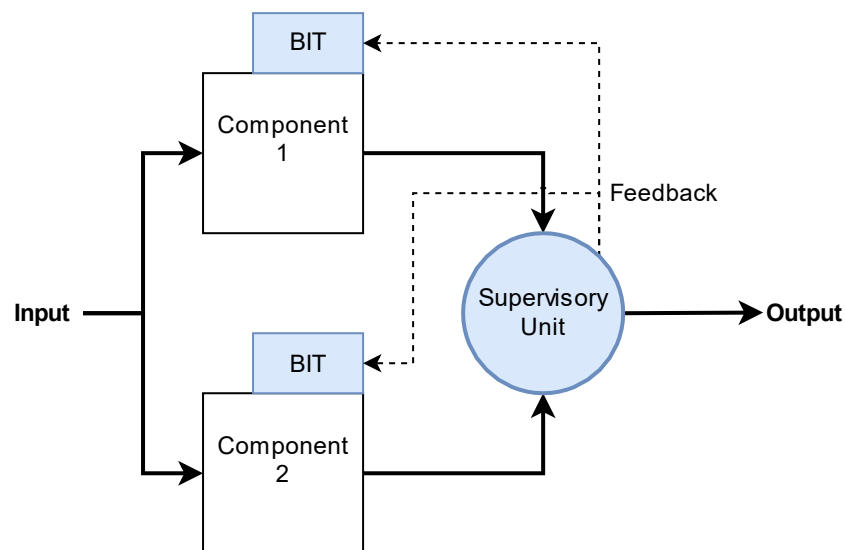 BIT
Component
1
Feedback
Input
Supervisory
Unit
Output
BIT
Component
2